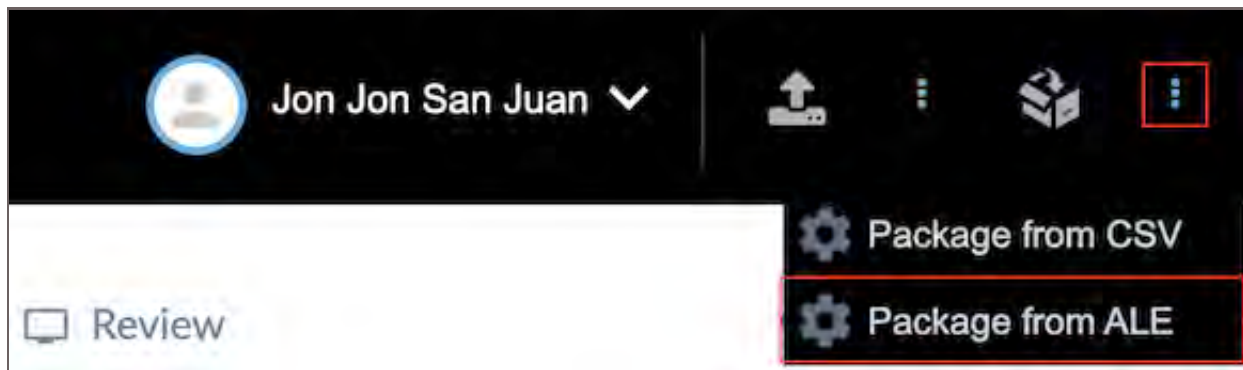 Jon Jon San Juan
Package from CSV
Review
Package from ALE